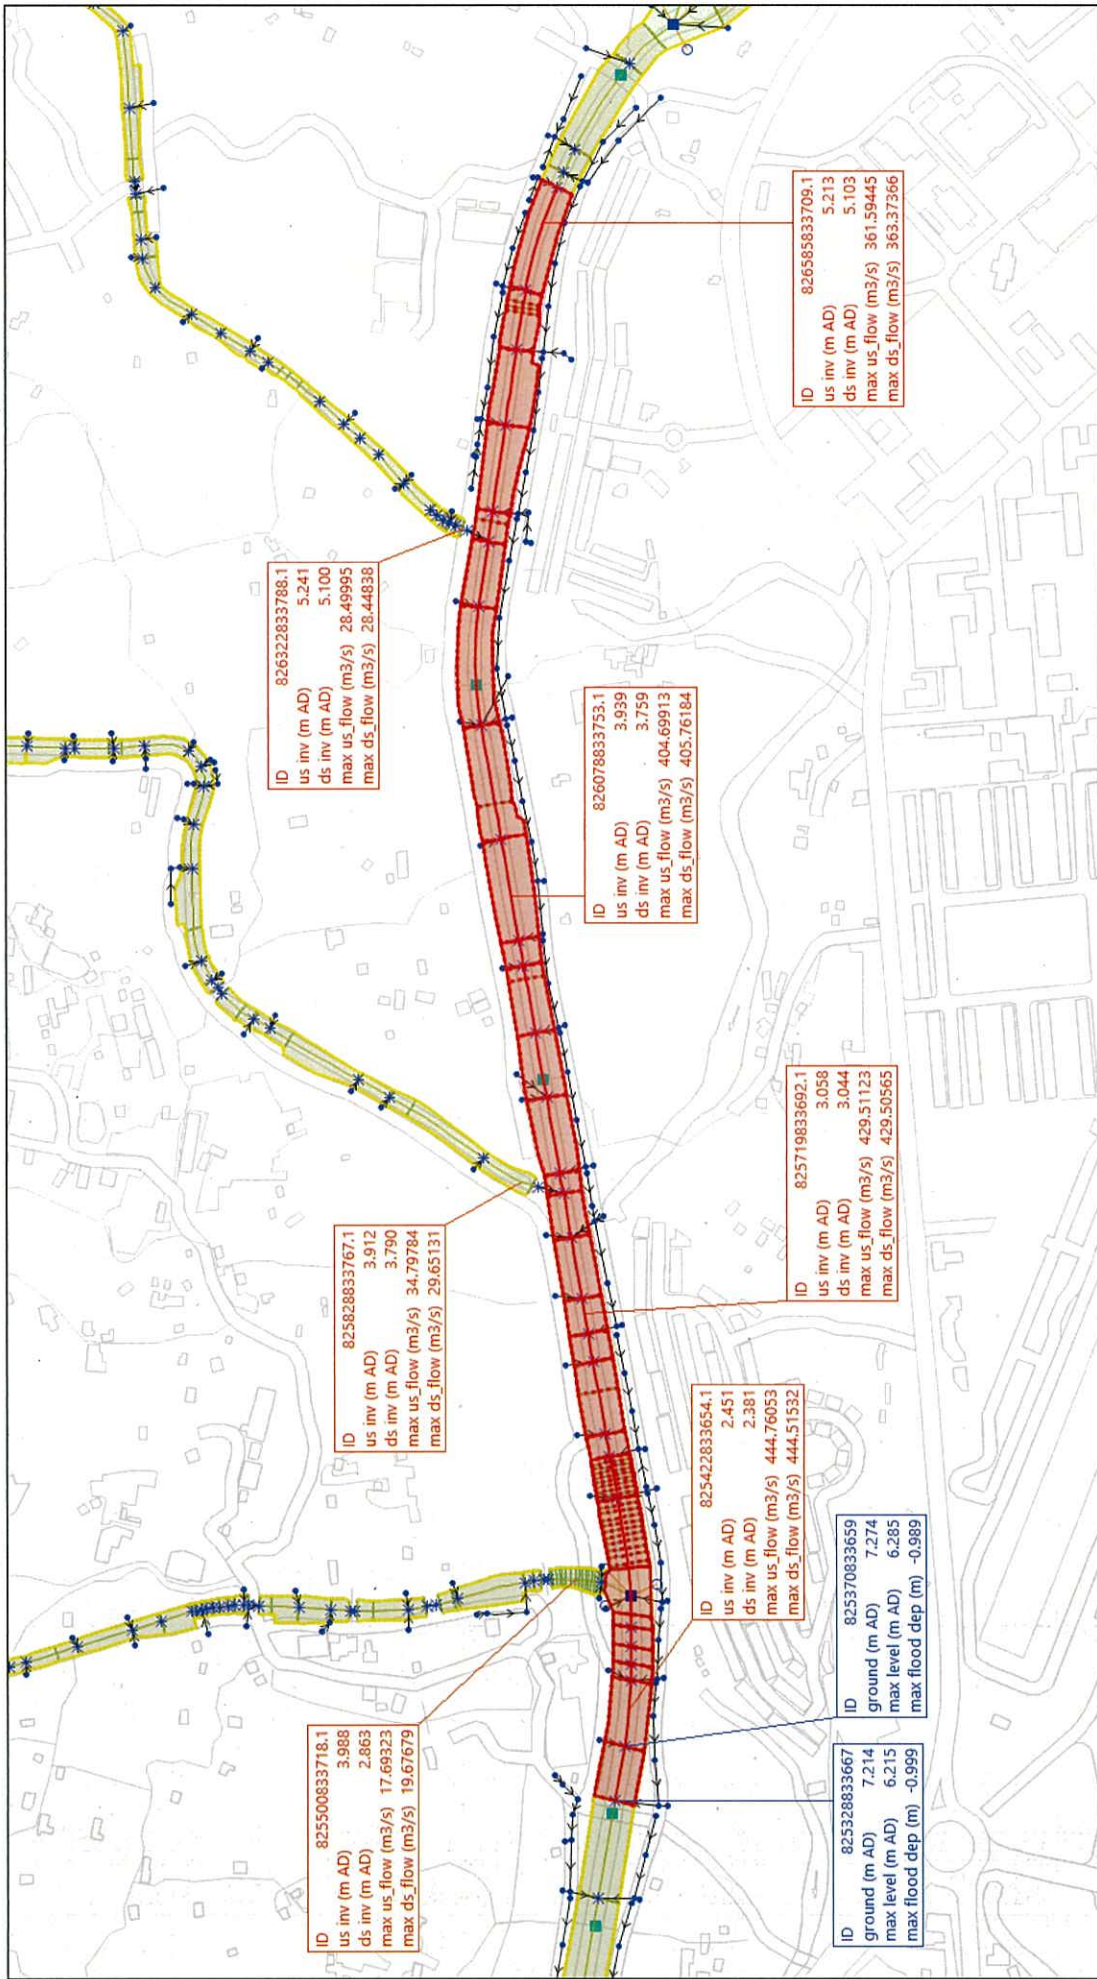 ID 825500833718.1
us inv (m AD) 3.988
ds inv (m AD) 2.863
max us_flow (m3/s) 17.69323
max ds_flow (m3/s) 19.67679
ID 825828833767.1
us inv (m AD) 3.912
ds inv (m AD) 3.790
max us_flow (m3/s) 34.79784
max ds_flow (m3/s) 29.65131
ID 826322833788.1
us inv (m AD) 5.241
ds inv (m AD) 5.100
max us_flow (m3/s) 28.49995
max ds_flow (m3/s) 28.44838
ID 825328833667
ground (m AD) 7.214
max level (m AD) 6.215
max flood dep (m) -0.999
ID 825370833659
ground (m AD) 7.274
max level (m AD) 6.285
max flood dep (m) -0.989
ID 825422833654.1
us inv (m AD) 2.451
ds inv (m AD) 2.381
max us_flow (m3/s) 444.76053
max ds_flow (m3/s) 444.51532
ID 825719833692.1
us inv (m AD) 3.058
ds inv (m AD) 3.044
max us_flow (m3/s) 429.51123
max ds_flow (m3/s) 429.50565
ID 826078833753.1
us inv (m AD) 3.939
ds inv (m AD) 3.759
max us_flow (m3/s) 404.69913
max ds_flow (m3/s) 405.76184
ID 826585833709.1
us inv (m AD) 5.213
ds inv (m AD) 5.103
max us_flow (m3/s) 361.59445
max ds_flow (m3/s) 363.37366